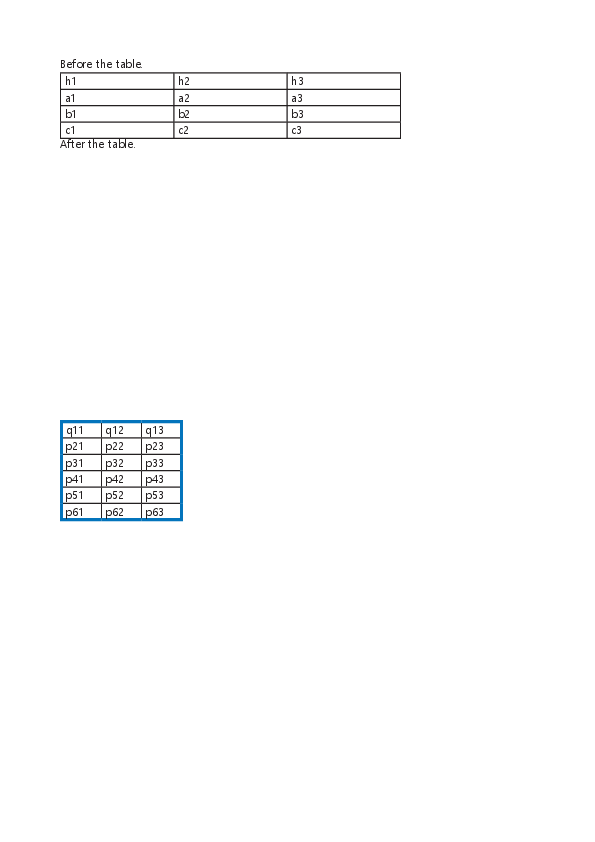 Before the table.
h1 h2 h3
a1 a2 a3
b1 b2 b3
c1 c2 c3
After the table.
q11 q12 q13
p21 p22 p23
p31 p32 p33
p41 p42 p43
p51 p52 p53
p61 p62 p63